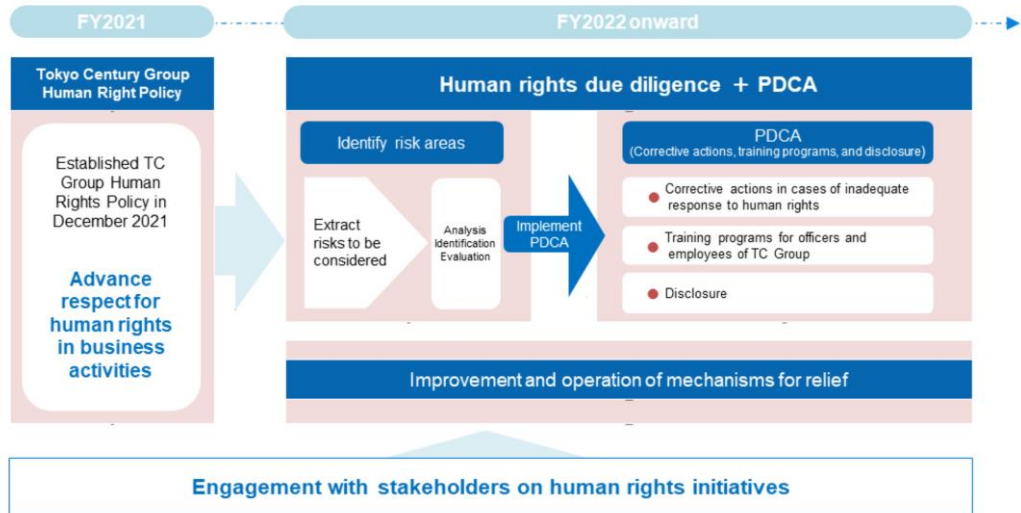 FY2021
FY2022 onward
Tokyo Century Group
Human Right Policy
Established TC
Group Human
Rights Policy in
December 2021
Advance
respect for
human rights
in business
activities
Human rights due diligence + PDCA
Identify risk areas
Extract
risks to be
considered
Analysis
Identification
Evaluation
Implement
PDCA
PDCA
(Corrective actions, training programs, and disclosure)
Corrective actions in cases of inadequate
response to human rights
Training programs for officers and
employees of TC Group
Disclosure
Improvement and operation of mechanisms for relief
Engagement with stakeholders on human rights initiatives